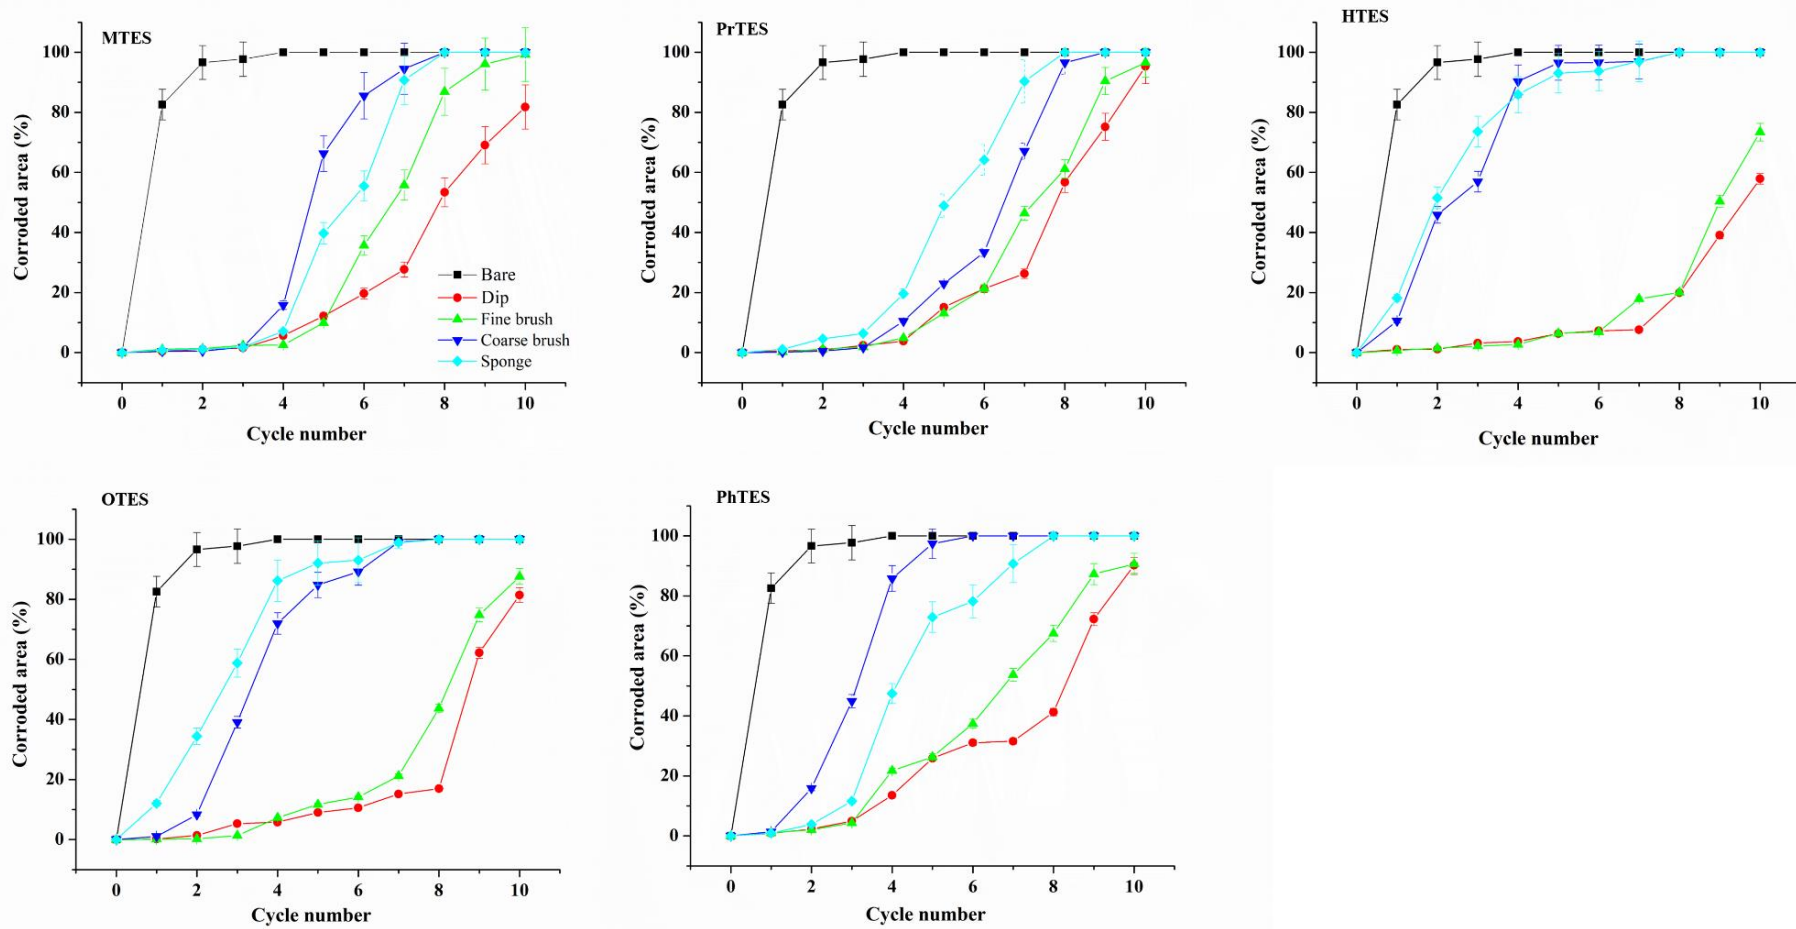 MTES
100
80
60
40
20
0
Corroded area (%)
Bare
Dip
Fine brush
Coarse brush
Sponge
0 2 4 6 8 10
Cycle number
PrTES
100
80
60
40
20
0
Corroded area (%)
0 2 4 6 8 10
Cycle number
HTES
100
80
60
40
20
0
Corroded area (%)
0 2 4 6 8 10
Cycle number
OTES
100
80
60
40
20
0
Corroded area (%)
0 2 4 6 8 10
Cycle number
PhTES
100
80
60
40
20
0
Corroded area (%)
0 2 4 6 8 10
Cycle number